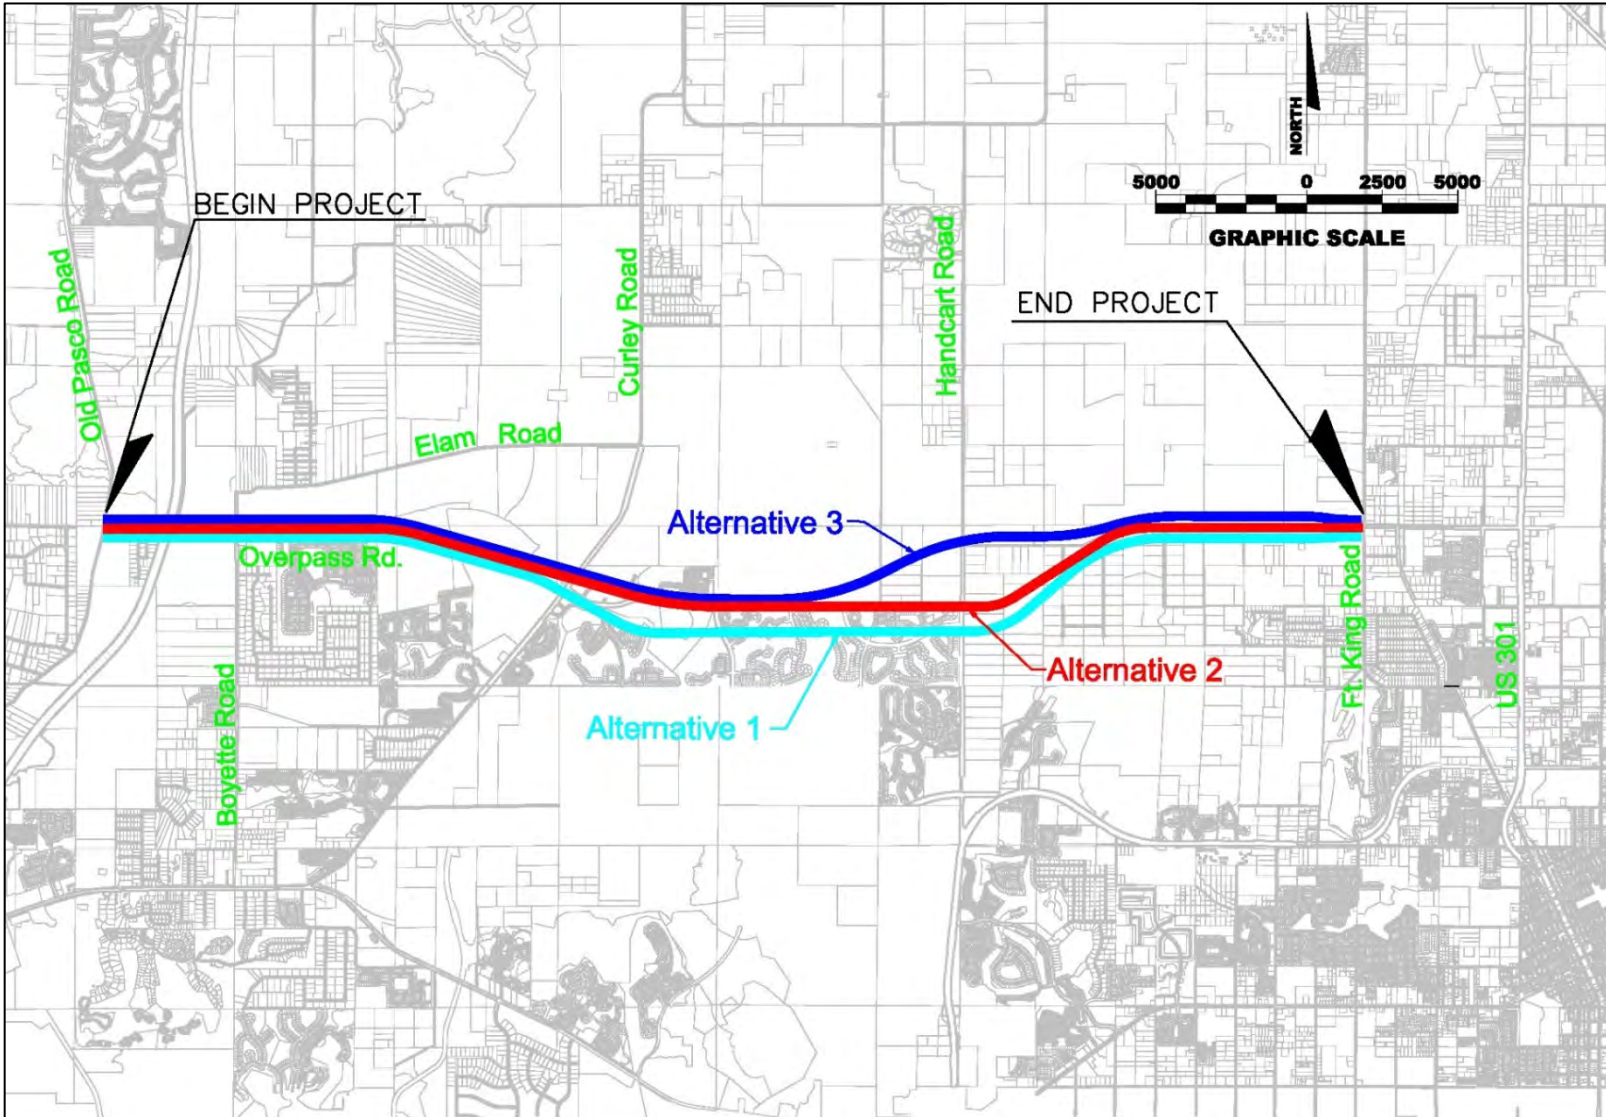 NORTH
5000 0 2500 5000
GRAPHIC SCALE
BEGIN PROJECT
Old Pasco Road
Curley Road
Handcart Road
END PROJECT
Elam Road
Alternative 3
Overpass Rd.
Ft. King Road
US 301
Alternative 2
Boyette Road
Alternative 1